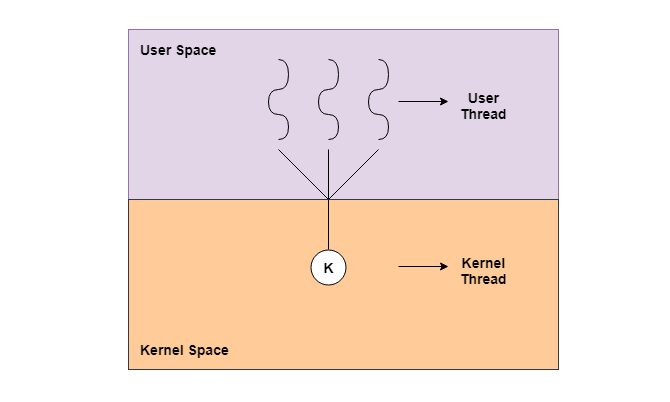 User Space
User
Thread
K
Kernel
Thread
Kernel Space